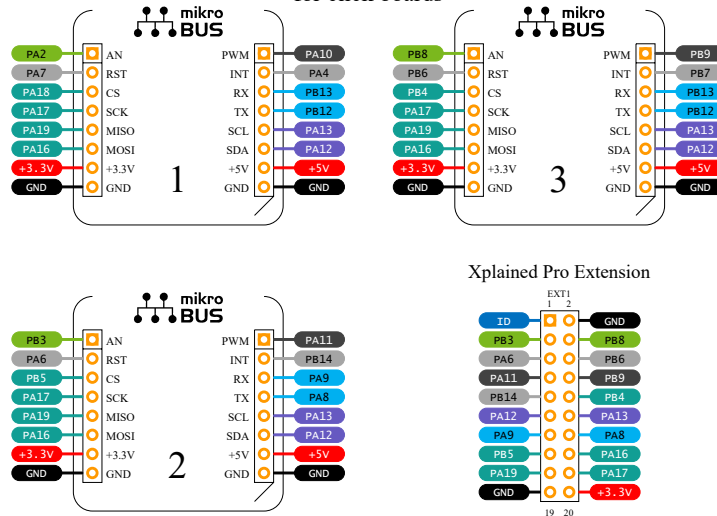 for click boards
mikro mikro
BUS BUS
PA2 AN PWM PA10 PB8 AN PWM PB9
PA7 RST INT PA4 PB6 RST INT PB7
PA18 CS RX PB13 PB4 CS RX PB13
PA17 SCK TX PB12 PA17 SCK TX PB12
PA19 MISO SCL PA13 PA19 MISO SCL PA13
PA16 MOSI SDA PA12 PA16 MOSI SDA PA12
+3.3V +3.3V +5V +5V +3.3V +3.3V +5V +5V
GND GND 1 GND GND GND GND 3 GND GND
Xplained Pro Extension
mikro EXT1
BUS 1 2
ID GND
PB3 AN PWM PA11 PB3 PB8
PA6 RST INT PB14 PA6 PB6
PB5 CS RX PA9 PA11 PB9
PA17 SCK TX PA8 PB14 PB4
PA19 MISO SCL PA13 PA12 PA13
PA16 MOSI SDA PA12 PA9 PA8
+3.3V +3.3V +5V +5V PB5 PA16
GND GND 2 GND GND PA19 PA17
GND +3.3V
19 20